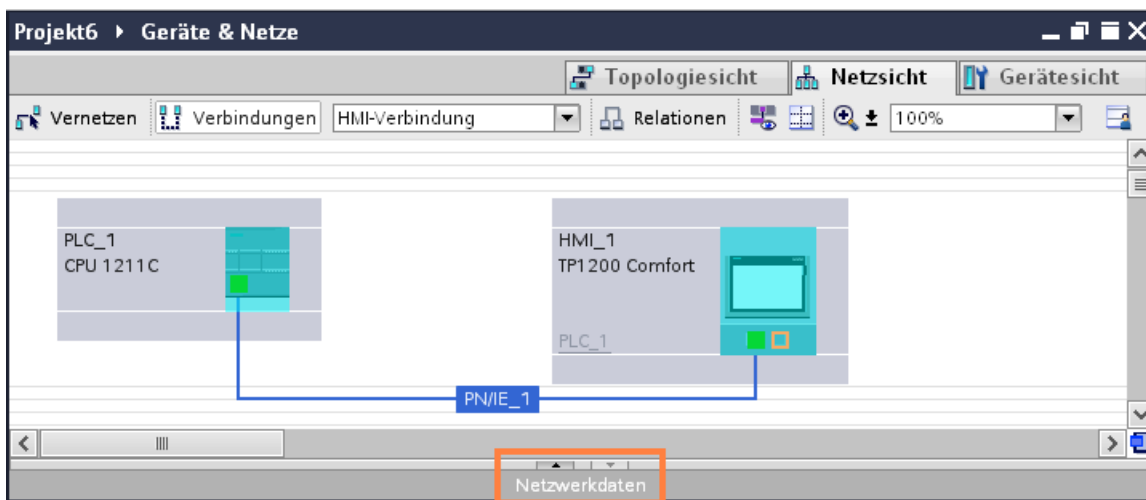 Projekt6 ▸ Geräte & Netze
Topologiesicht Netzsicht Gerätesicht
Vernetzen Verbindungen HMI-Verbindung Relationen 100%
PLC_1
CPU 1211C
HMI_1
TP1200 Comfort
PLC_1
PN/IE_1
Netzwerkdaten